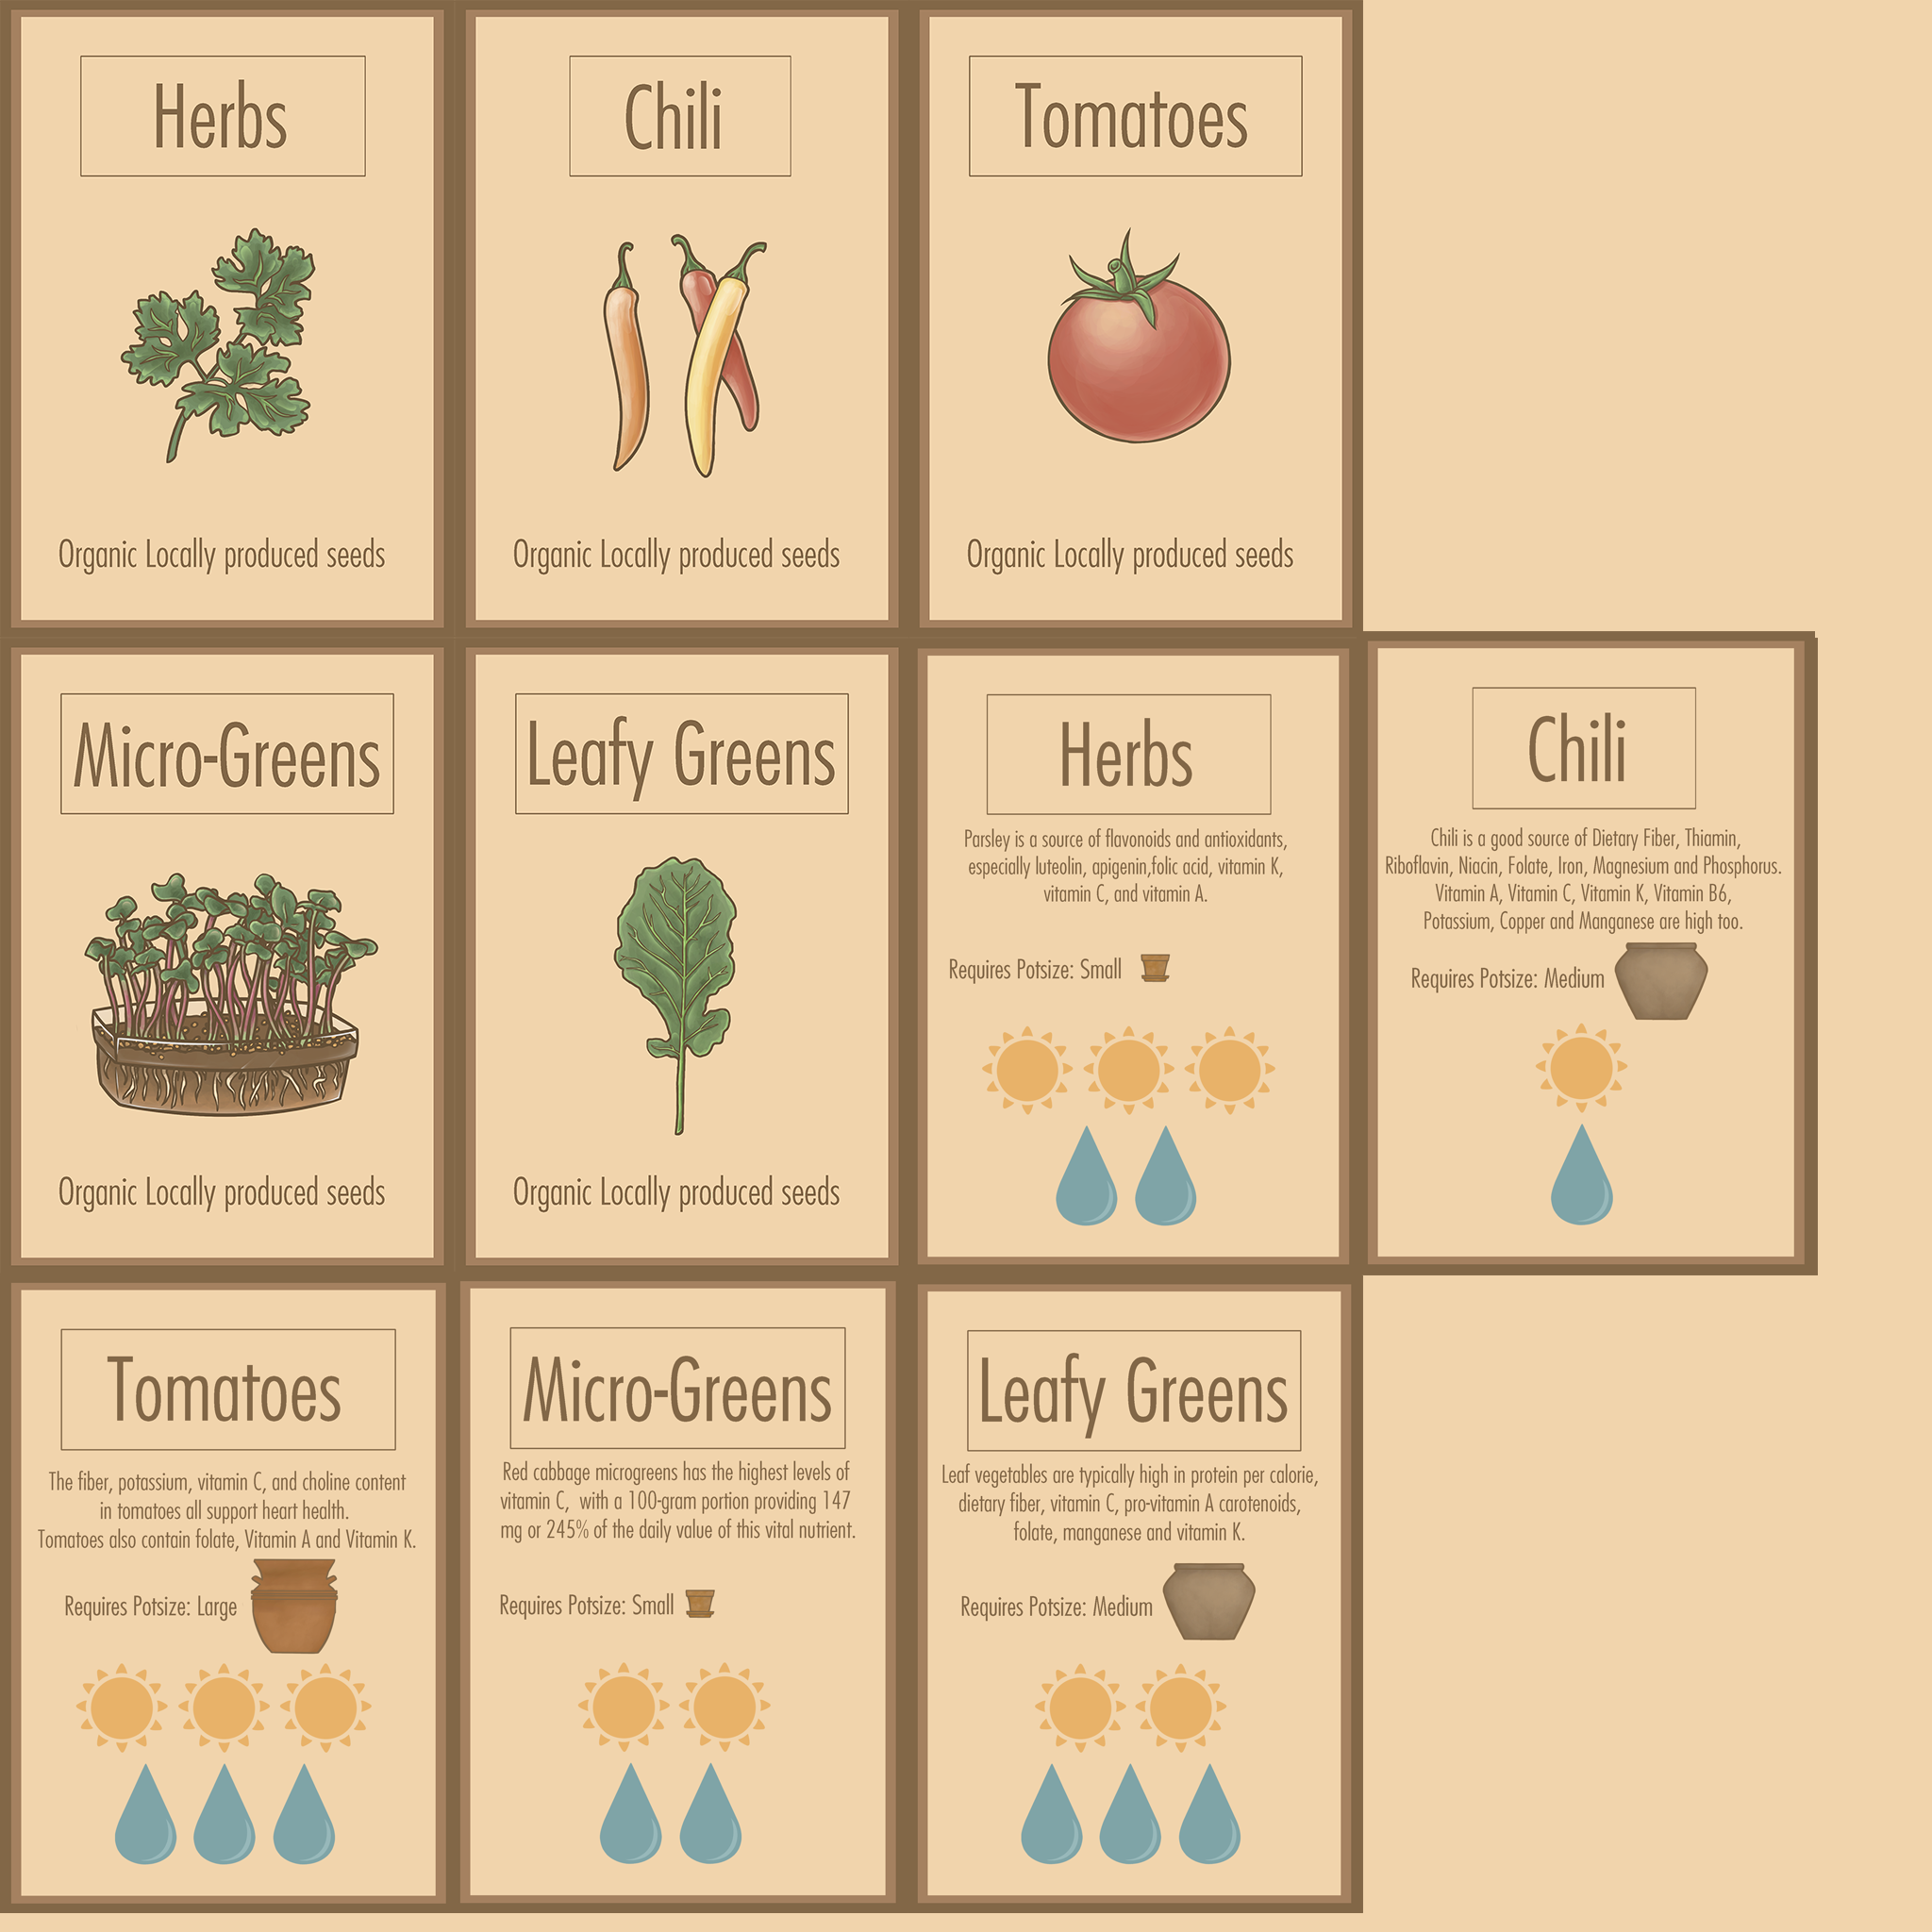 Herbs
Organic Locally produced seeds
Chili
Organic Locally produced seeds
Tomatoes
Organic Locally produced seeds
Micro-Greens
Organic Locally produced seeds
Leafy Greens
Organic Locally produced seeds
Herbs
Parsley is a source of flavonoids and antioxidants,
especially luteolin, apigenin,folic acid, vitamin K,
vitamin C, and vitamin A.
Requires Potsize: Small
Chili
Chili is a good source of Dietary Fiber, Thiamin,
Riboflavin, Niacin, Folate, Iron, Magnesium and Phosphorus.
Vitamin A, Vitamin C, Vitamin K, Vitamin B6,
Potassium, Copper and Manganese are high too.
Requires Potsize: Medium
Tomatoes
The fiber, potassium, vitamin C, and choline content
in tomatoes all support heart health.
Tomatoes also contain folate, Vitamin A and Vitamin K.
Requires Potsize: Large
Micro-Greens
Red cabbage microgreens has the highest levels of
vitamin C,  with a 100-gram portion providing 147
mg or 245% of the daily value of this vital nutrient.
Requires Potsize: Small
Leafy Greens
Leaf vegetables are typically high in protein per calorie,
dietary fiber, vitamin C, pro-vitamin A carotenoids,
folate, manganese and vitamin K.
Requires Potsize: Medium